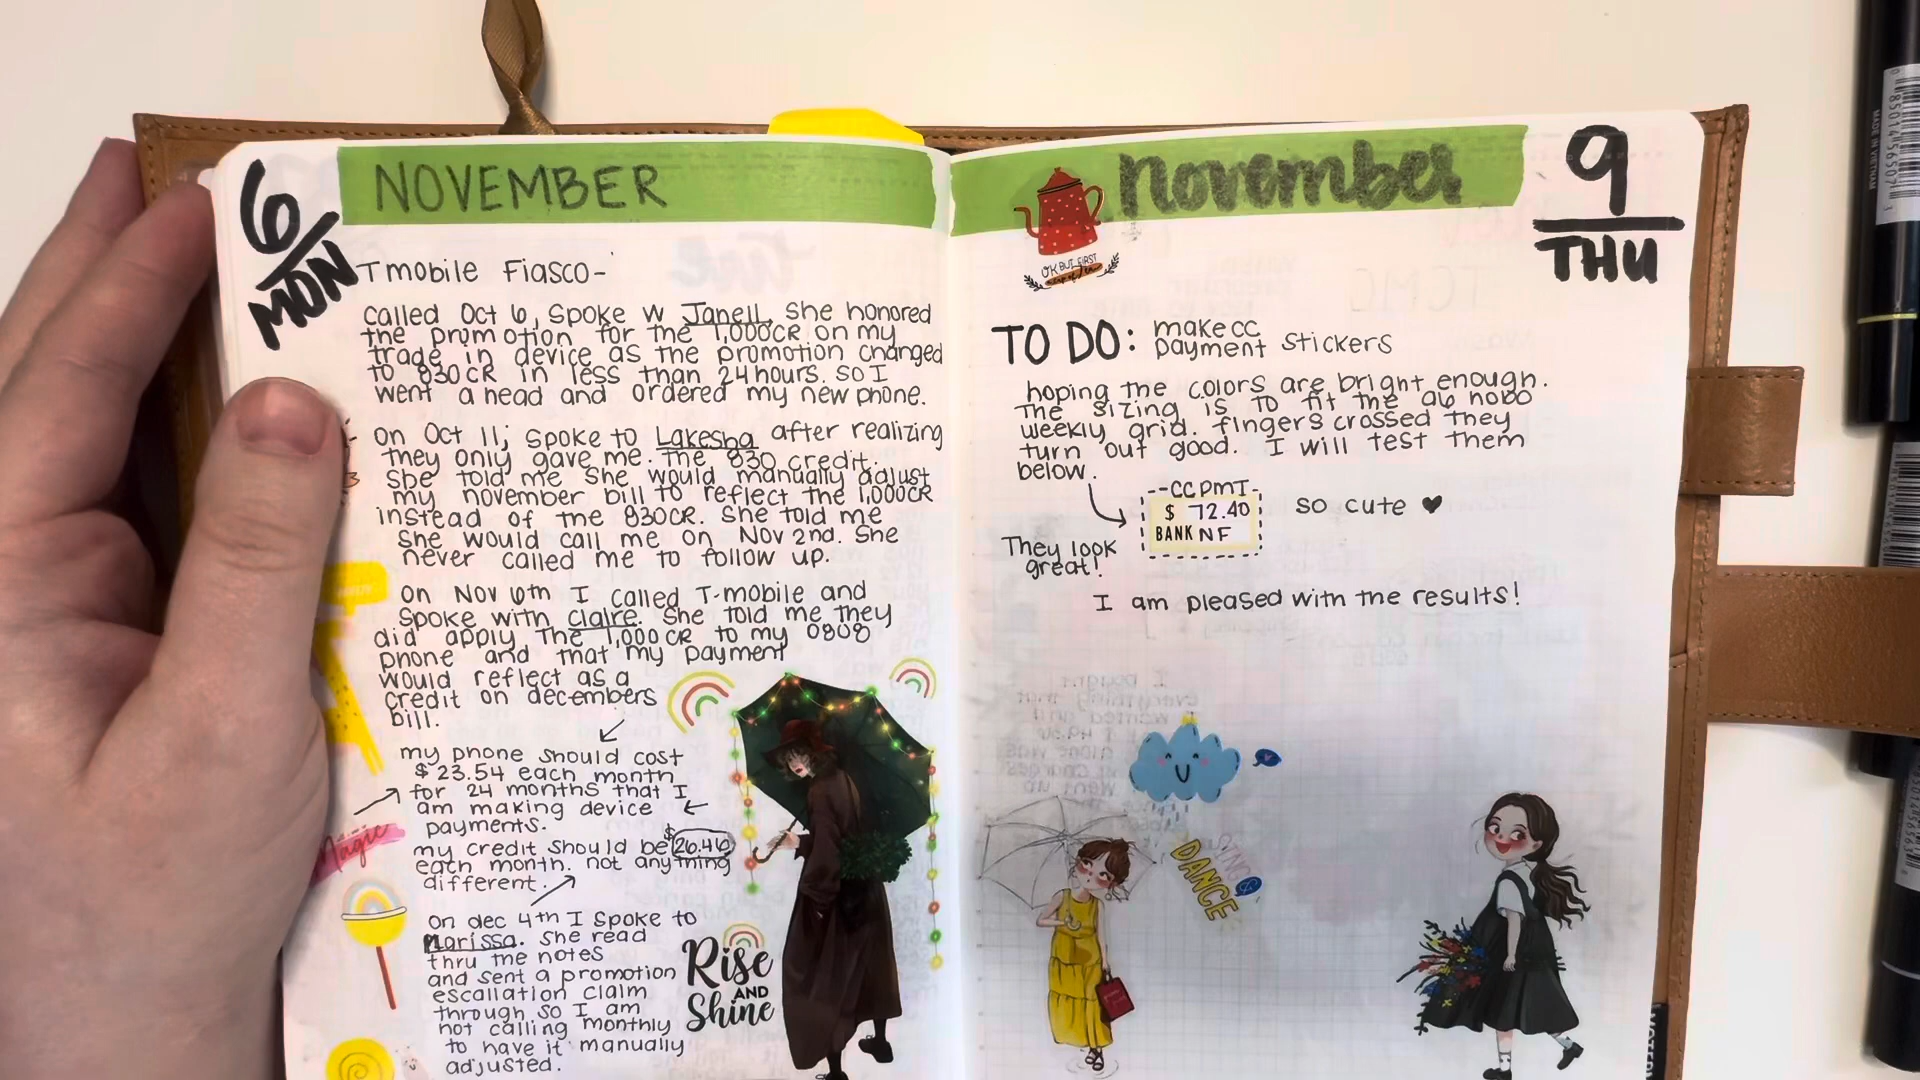 6
MON
NOVEMBER
Tmobile Fiasco-
called Oct 6, spoke w Janell. She honored
the promotion for the 1,000CR on my
trade in device as the promotion changed
to 830CR in less than 24 hours. so I
went a head and ordered my new phone.
on Oct 11; spoke to Lakesha after realizing
they only gave me the 830 credit.
She told me she would manually adjust
my november bill to reflect the 1,000CR
instead of the 830CR. She told me
She would call me on Nov 2nd. She
never called me to follow up.
on Nov 6th I called T-mobile and
Spoke with Claire. She told me they
did apply the 1,000 CR to my 0808
phone and that my payment
would reflect as a
credit on decembers
bill.
my phone should cost
$23.54 each month
for 24 months that I
am making device
payments.
my credit should be $26.46
each month. not anything
different.
on dec 4th I spoke to
Marissa. She read
thru the notes
and sent a promotion
escallation claim
through so I am
not calling monthly
to have it manually
adjusted.
Magic
Rise
AND
Shine
november
9
THU
OK BUT FIRST
TO DO: make cc
payment stickers
hoping the colors are bright enough.
The sizing is to fit the a6 hobo
weekly grid. fingers crossed they
turn out good. I will test them
below.
--CC PMT-
$ 72.40
BANK NF
so cute ♥
They look
great!
I am pleased with the results!
DANCE
MADE IN VIETNAM